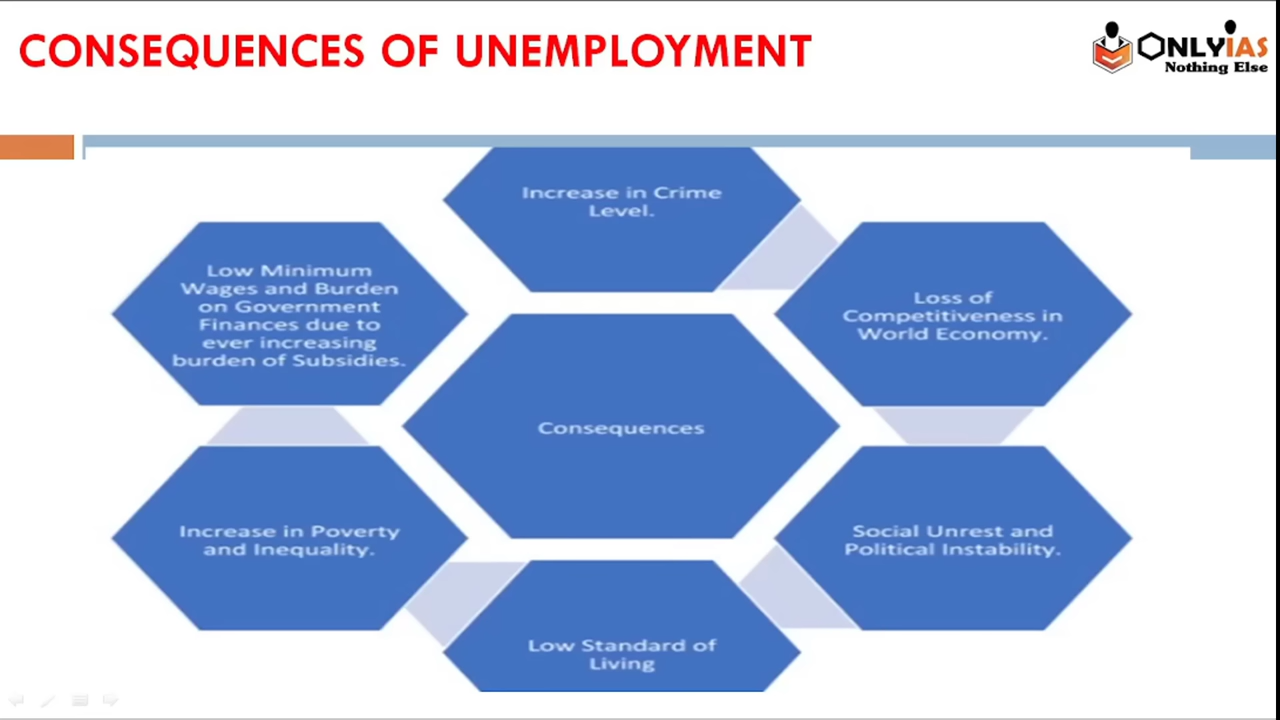 CONSEQUENCES OF UNEMPLOYMENT
ONLYIAS
Nothing Else
Increase in Crime
Level.
Low Minimum
Wages and Burden
on Government
Finances due to
ever increasing
burden of Subsidies.
Loss of
Competitiveness in
World Economy.
Consequences
Increase in Poverty
and Inequality.
Social Unrest and
Political Instability.
Low Standard of
Living